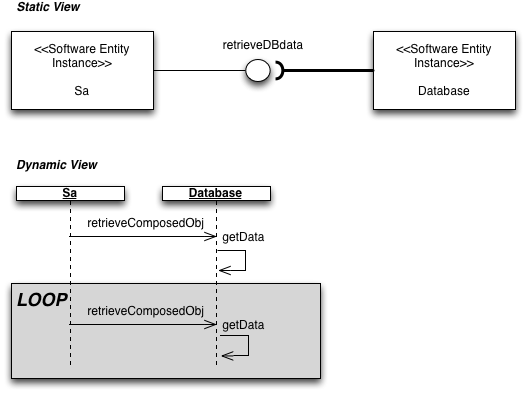 Static View
<<Software Entity
Instance>>
Sa
retrieveDBdata
<<Software Entity
Instance>>
Database
Dynamic View
Sa
Database
retrieveComposedObj
getData
LOOP
retrieveComposedObj
getData